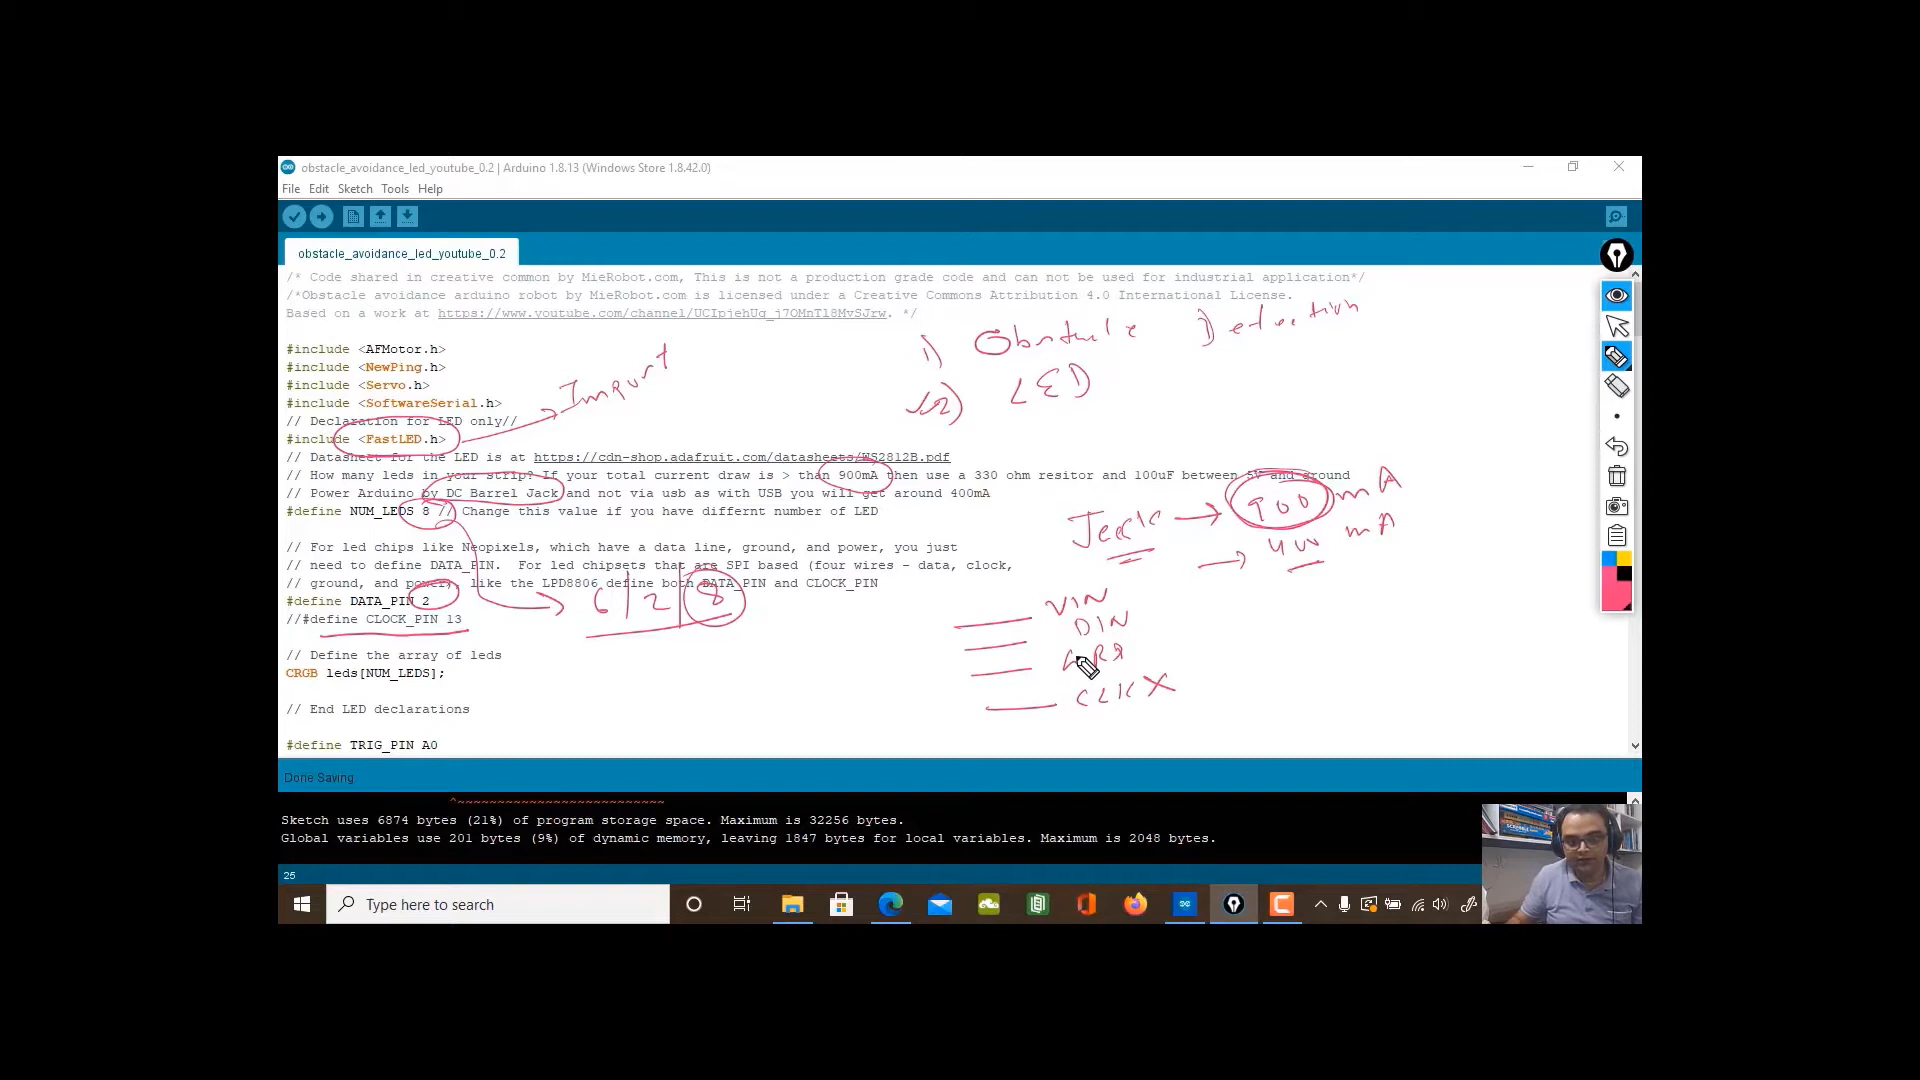 obstacle_avoidance_led_youtube_0.2 | Arduino 1.8.13 (Windows Store 1.8.42.0)
File Edit Sketch Tools Help
obstacle_avoidance_led_youtube_0.2
/* Code shared in creative common by MieRobot.com, This is not a production grade code and can not be used for industrial application*/
/*Obstacle avoidance arduino robot by MieRobot.com is licensed under a Creative Commons Attribution 4.0 International License.
Based on a work at https://www.youtube.com/channel/UCIpjehUq_j7OMnTl8MvSJrw. */
1) Obstacle Detection
#include <AFMotor.h>
#include <NewPing.h>
Import
#include <Servo.h>
2) LED
#include <SoftwareSerial.h>
// Declaration for LED only//
#include <FastLED.h>
// Datasheet for the LED is at https://cdn-shop.adafruit.com/datasheets/WS2812B.pdf
// How many leds in your strip? If your total current draw is > than 900mA then use a 330 ohm resitor and 100uF between 5V and ground
// Power Arduino by DC Barrel Jack and not via usb as with USB you will get around 400mA
900 mA
#define NUM_LEDS 8 // Change this value if you have differnt number of LED
400 mA
// For led chips like Neopixels, which have a data line, ground, and power, you just
// need to define DATA_PIN.  For led chipsets that are SPI based (four wires - data, clock,
// ground, and power), like the LPD8806 define both DATA_PIN and CLOCK_PIN
#define DATA_PIN 2
6 | 2 | 8
VIN
//#define CLOCK_PIN 13
DIN
// Define the array of leds
CRGB leds[NUM_LEDS];
CLK X
// End LED declarations
#define TRIG_PIN A0
Done Saving
^~~~~~~~~~~~~~~~~~~~~~~~~~~
Sketch uses 6874 bytes (21%) of program storage space. Maximum is 32256 bytes.
Global variables use 201 bytes (9%) of dynamic memory, leaving 1847 bytes for local variables. Maximum is 2048 bytes.
25
Type here to search